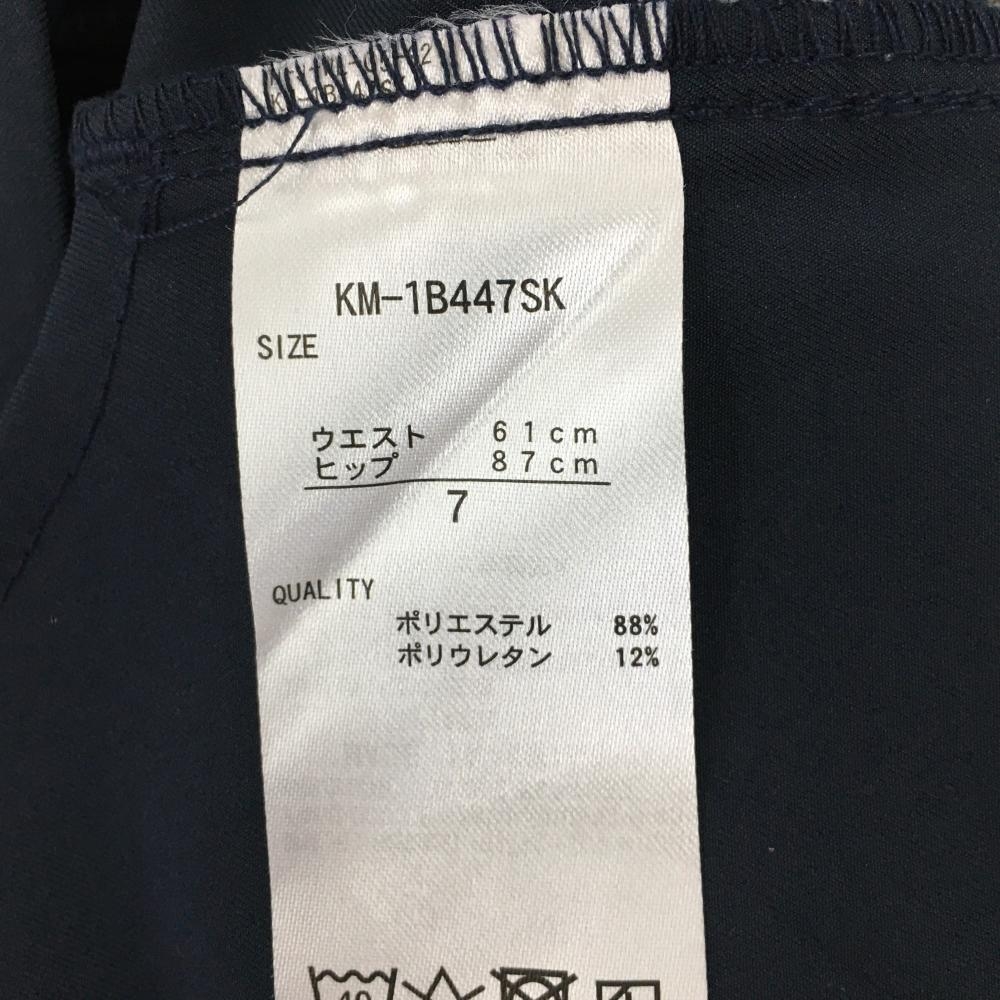 KM-1B447SK
SIZE
ウエスト 61cm
ヒップ 87cm
7
QUALITY
ポリエステル 88%
ポリウレタン 12%
40